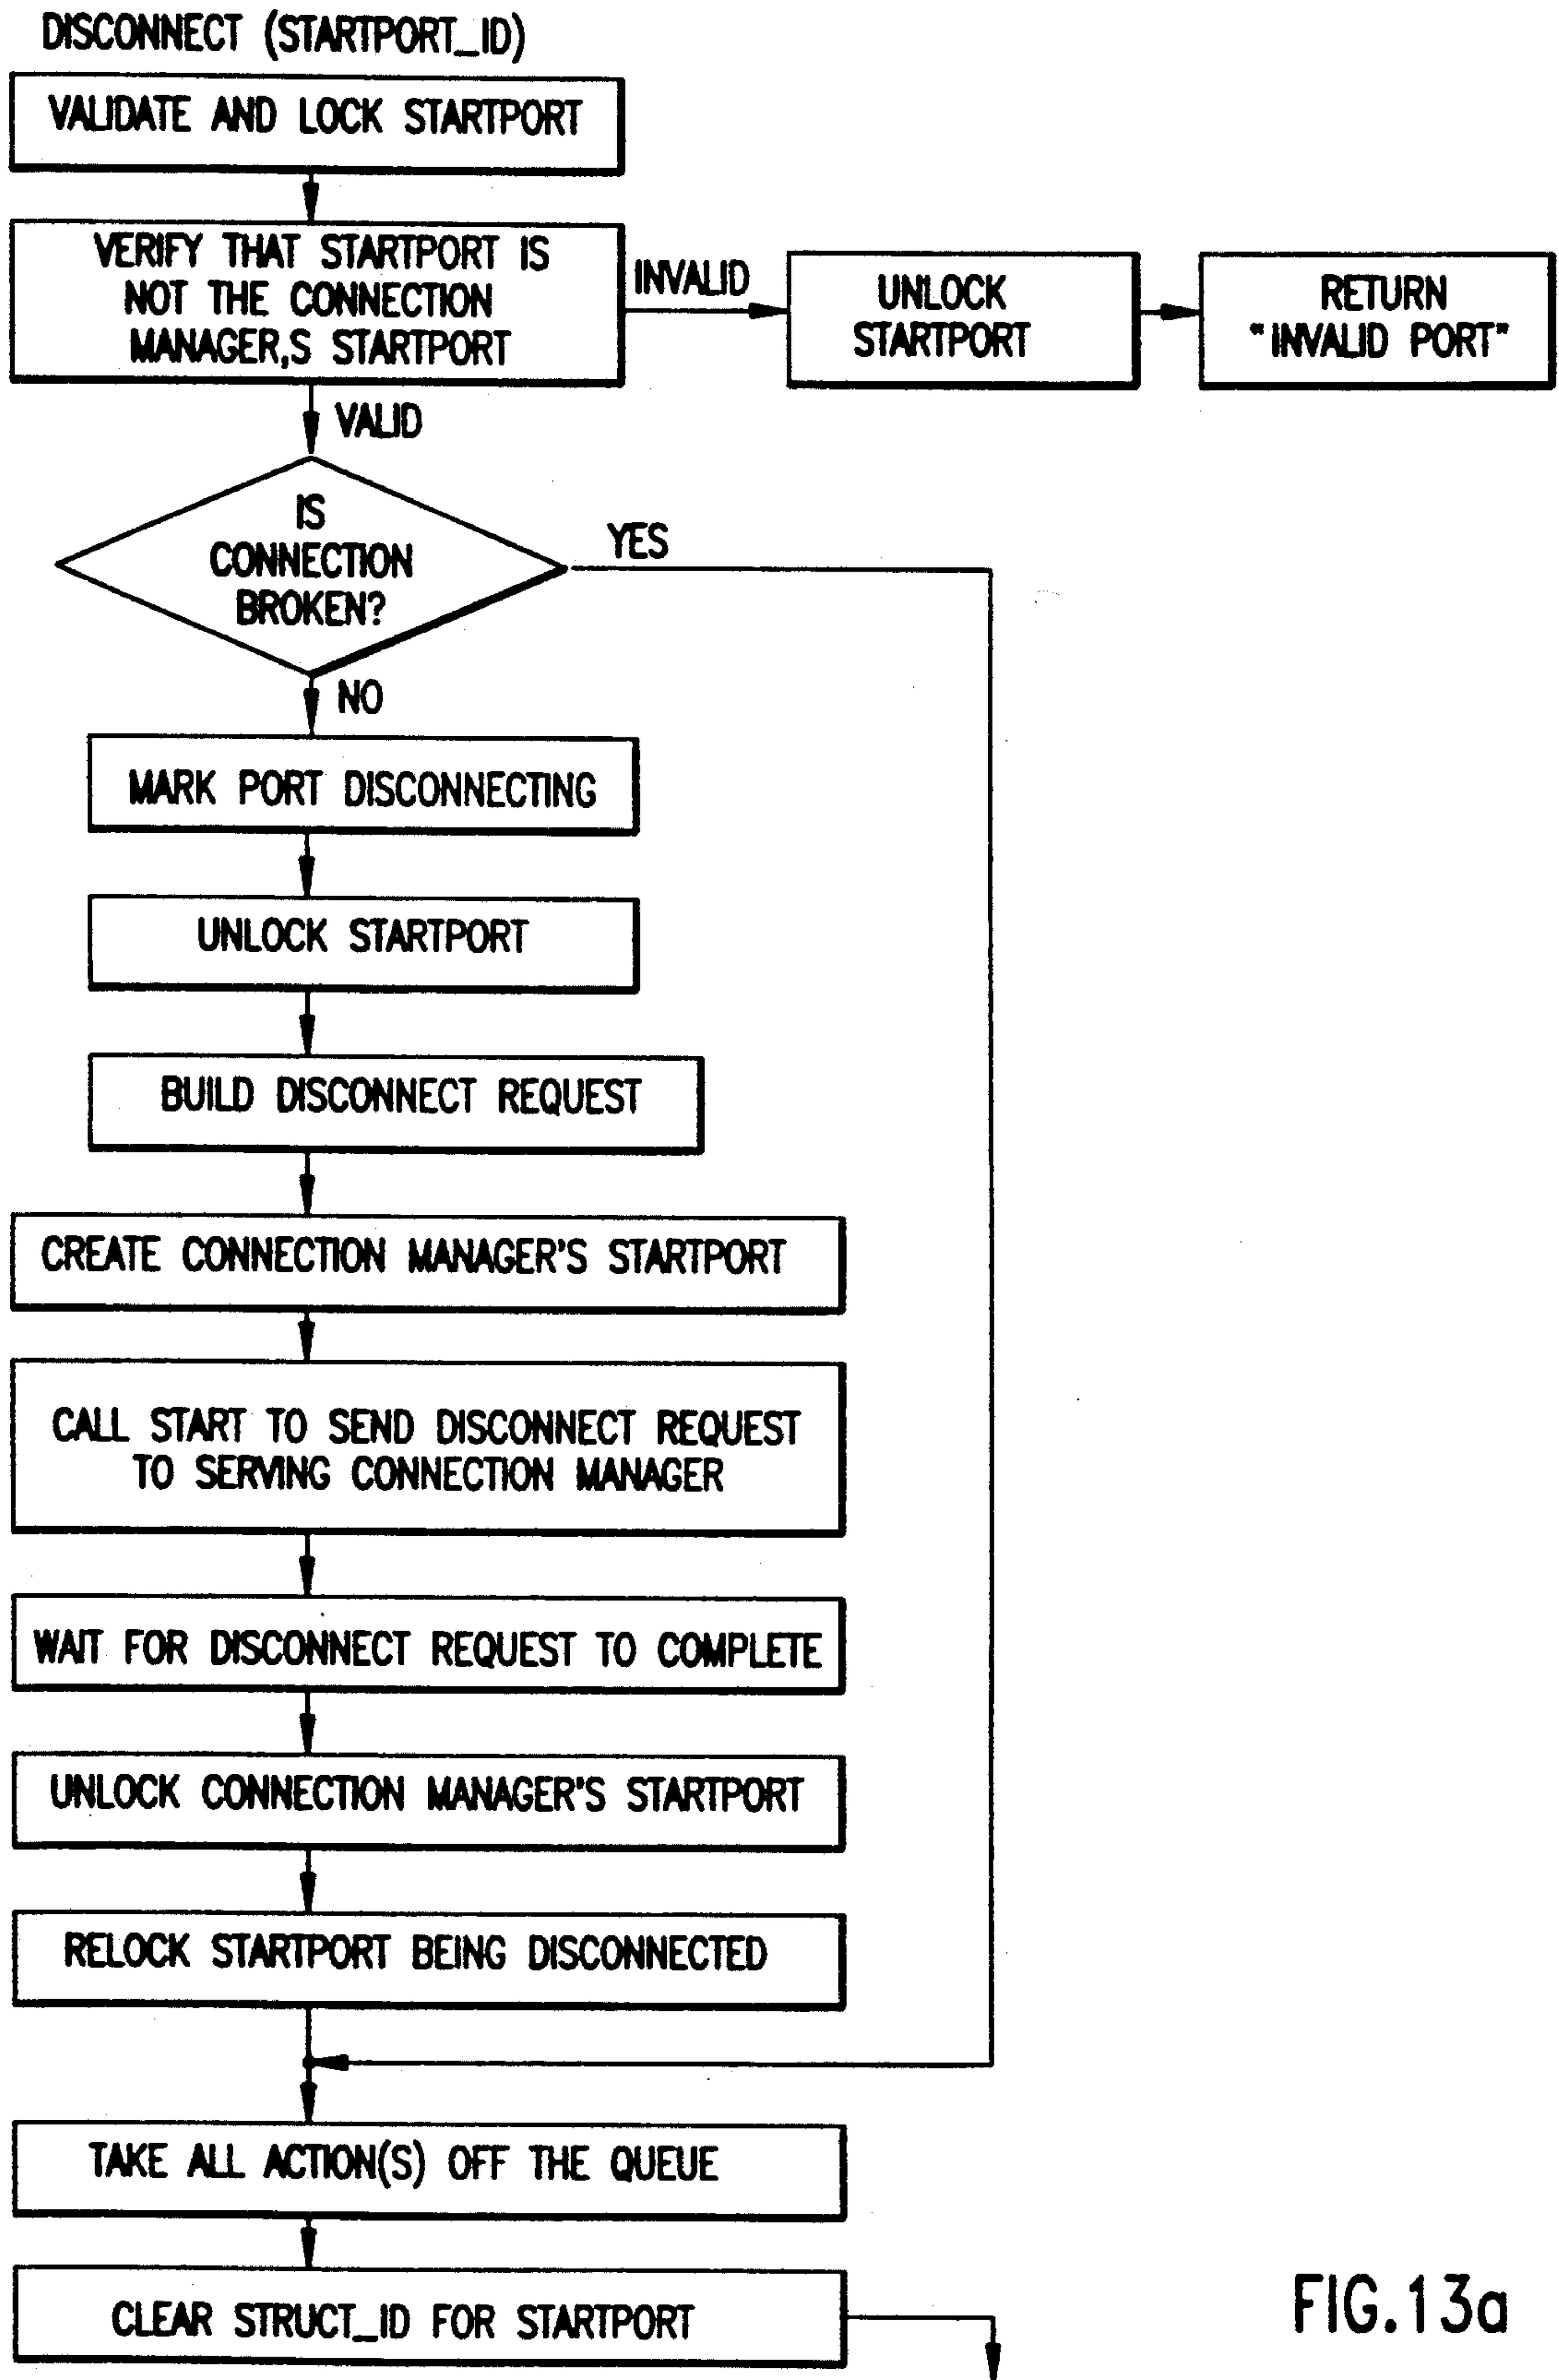 DISCONNECT (STARTPORT_ID)
VALIDATE AND LOCK STARTPORT
VERIFY THAT STARTPORT IS
NOT THE CONNECTION
MANAGER,S STARTPORT
INVALID
UNLOCK
STARTPORT
RETURN
"INVALID PORT"
VALID
IS
CONNECTION
BROKEN?
YES
NO
MARK PORT DISCONNECTING
UNLOCK STARTPORT
BUILD DISCONNECT REQUEST
CREATE CONNECTION MANAGER'S STARTPORT
CALL START TO SEND DISCONNECT REQUEST
TO SERVING CONNECTION MANAGER
WAIT FOR DISCONNECT REQUEST TO COMPLETE
UNLOCK CONNECTION MANAGER'S STARTPORT
RELOCK STARTPORT BEING DISCONNECTED
TAKE ALL ACTION(S) OFF THE QUEUE
CLEAR STRUCT_ID FOR STARTPORT
FIG.13a